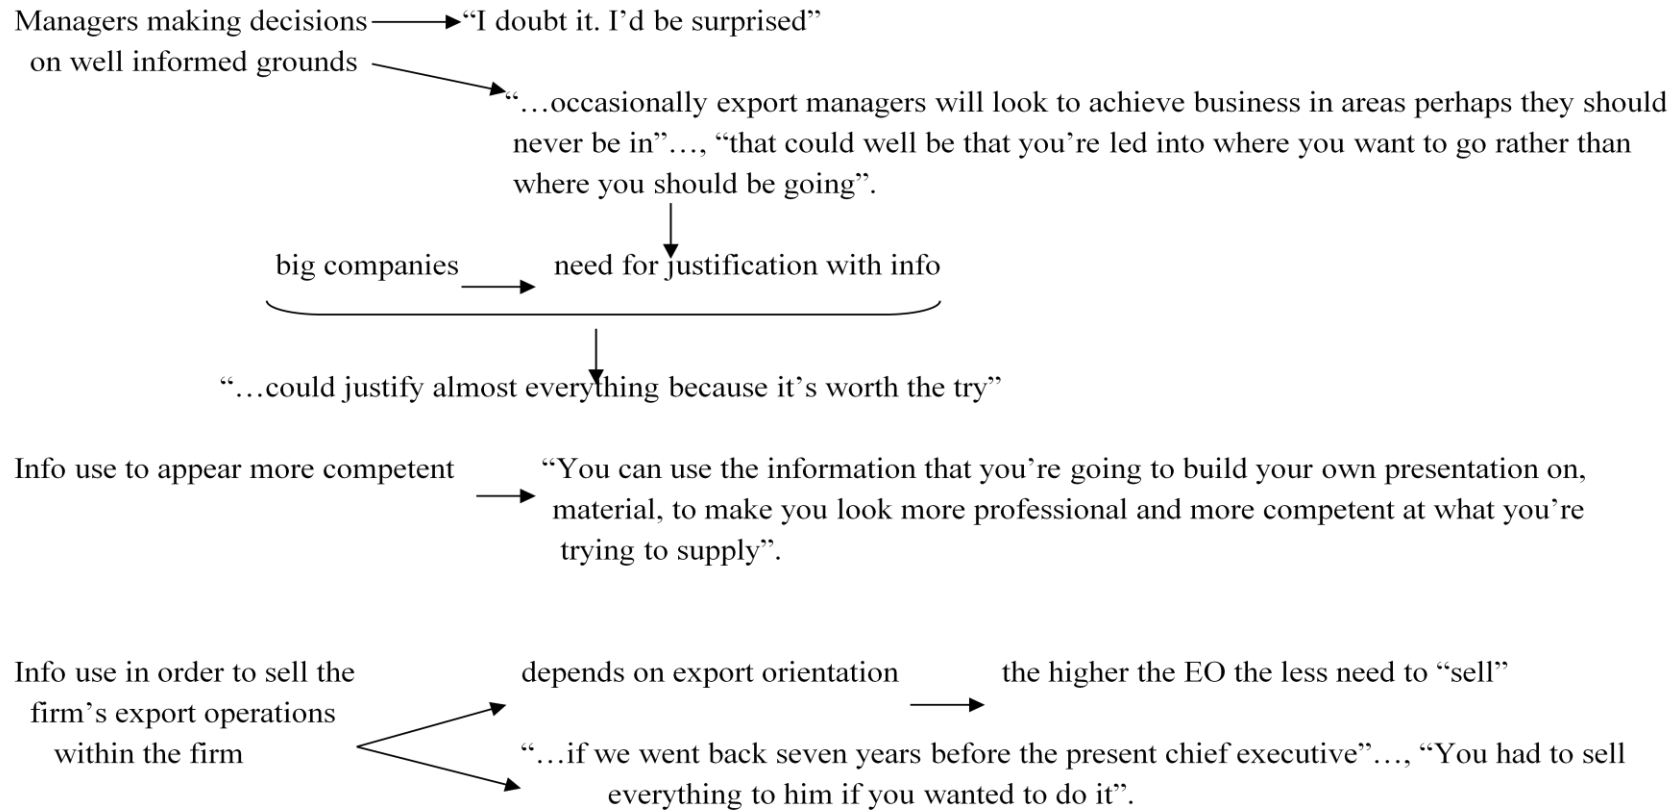 Managers making decisions
on well informed grounds
“I doubt it. I’d be surprised”
“…occasionally export managers will look to achieve business in areas perhaps they should
never be in”…, “that could well be that you’re led into where you want to go rather than
where you should be going”.
big companies
need for justification with info
“…could justify almost everything because it’s worth the try”
Info use to appear more competent
“You can use the information that you’re going to build your own presentation on,
material, to make you look more professional and more competent at what you’re
trying to supply”.
Info use in order to sell the
firm’s export operations
within the firm
depends on export orientation
the higher the EO the less need to “sell”
“…if we went back seven years before the present chief executive”…, “You had to sell
everything to him if you wanted to do it”.